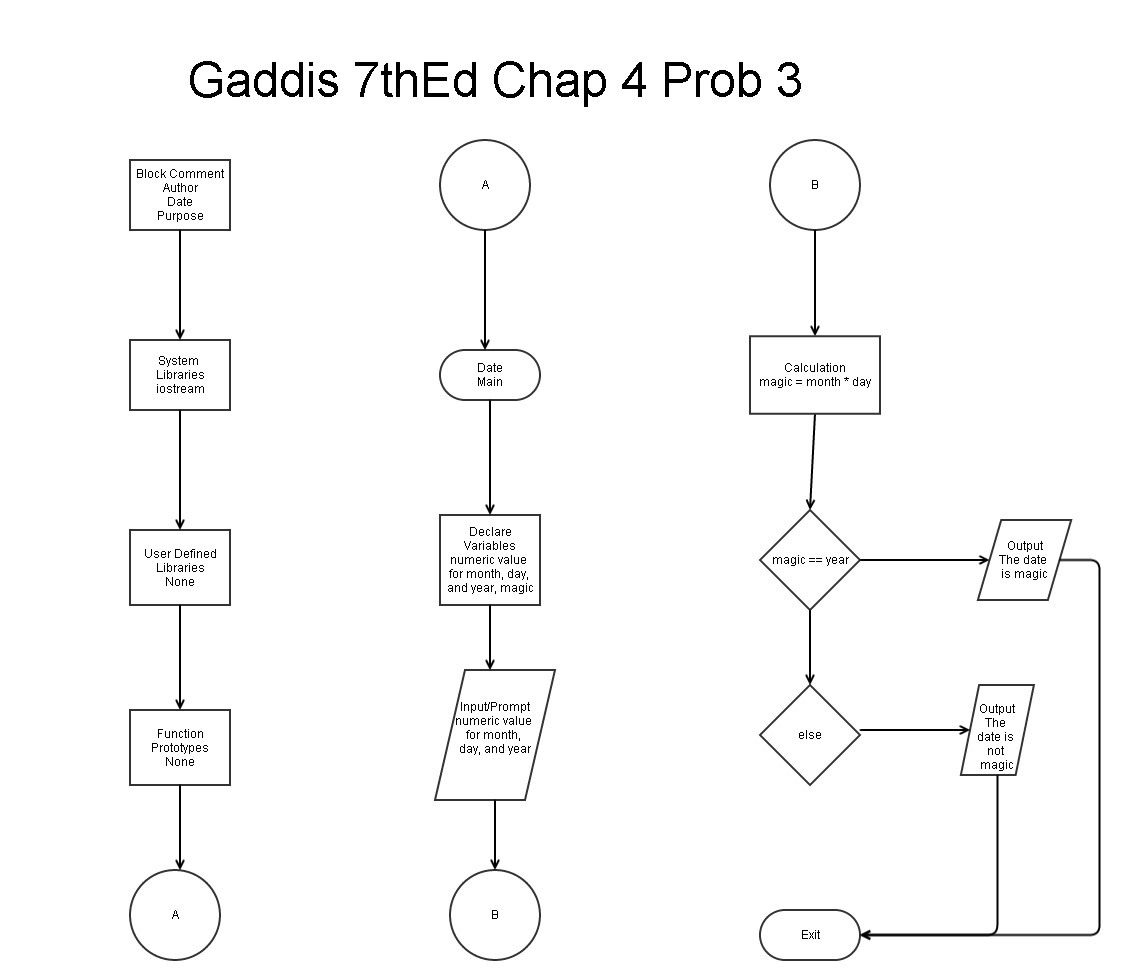 Gaddis 7thEd Chap 4 Prob 3
Block Comment
Author
Date
Purpose
System
Libraries
iostream
User Defined
Libraries
None
Function
Prototypes
None
A
A
Date
Main
Declare
Variables
numeric value
for month, day,
and year, magic
Input/Prompt
numeric value
for month,
day, and year
B
B
Calculation
magic = month * day
magic == year
Output
The date
is magic
else
Output
The
date is
not
magic
Exit